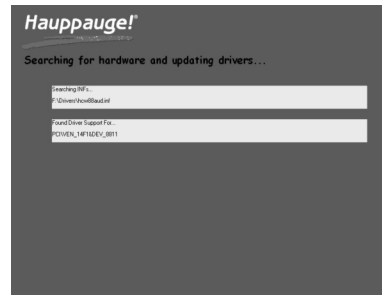 Hauppauge!®
Searching for hardware and updating drivers...
Searching INFs...
F:\Drivers\hcw88aud.inf
Found Driver Support For...
PCI\VEN_14F1&DEV_8811